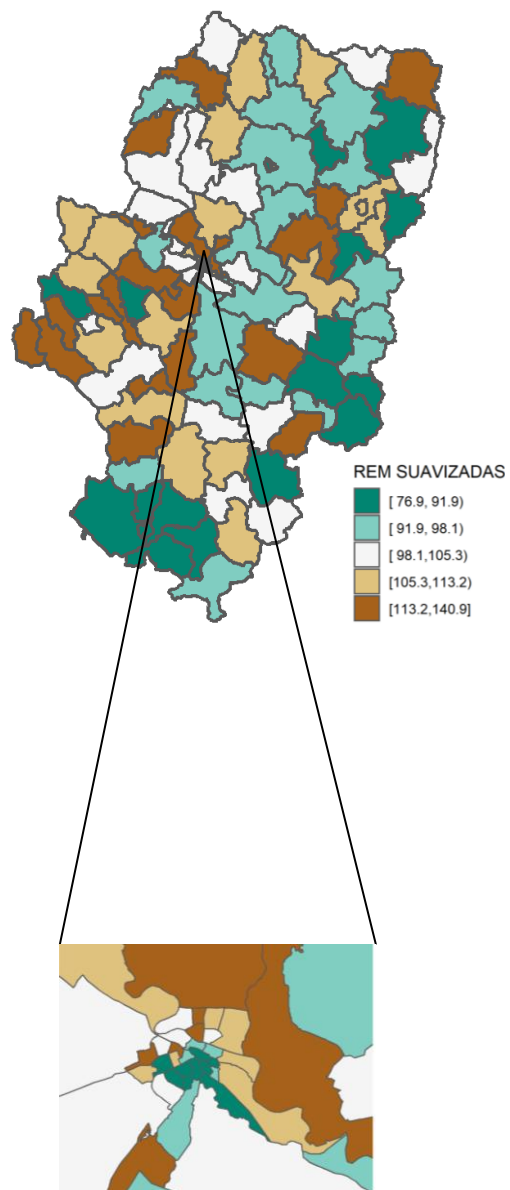 REM SUAVIZADAS
[ 76.9, 91.9)
[ 91.9, 98.1)
[ 98.1,105.3)
[105.3,113.2)
[113.2,140.9]